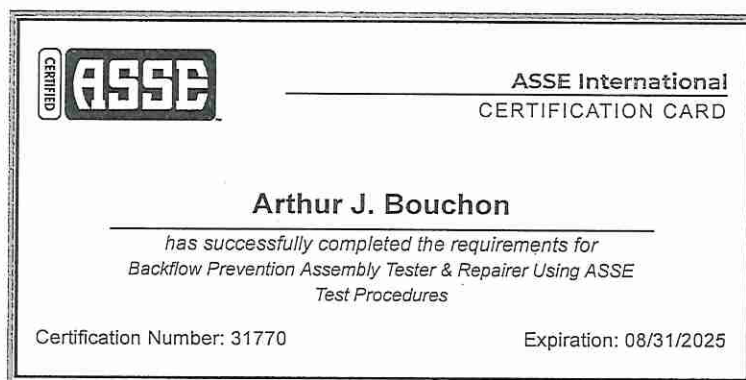 CERTIFIED
ASSE
ASSE International
CERTIFICATION CARD
Arthur J. Bouchon
has successfully completed the requirements for
Backflow Prevention Assembly Tester & Repairer Using ASSE
Test Procedures
Certification Number: 31770
Expiration: 08/31/2025